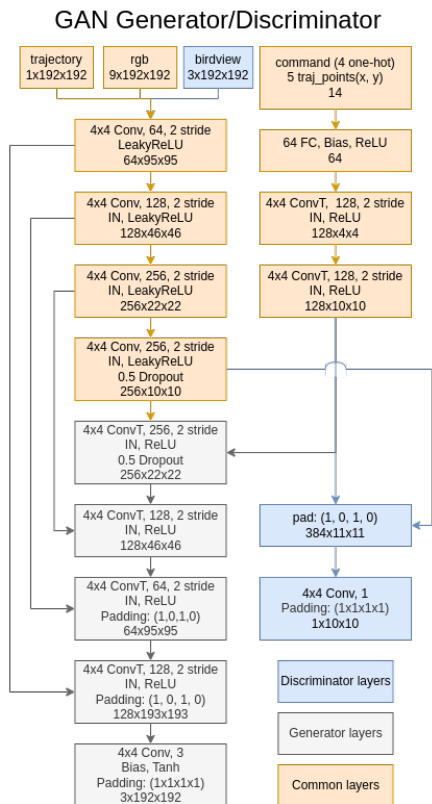 GAN Generator/Discriminator
trajectory
1x192x192
rgb
9x192x192
birdview
3x192x192
command (4 one-hot)
5 traj_points(x, y)
14
4x4 Conv, 64, 2 stride
LeakyReLU
64x95x95
64 FC, Bias, ReLU
64
4x4 Conv, 128, 2 stride
IN, LeakyReLU
128x46x46
4x4 ConvT, 128, 2 stride
IN, ReLU
128x4x4
4x4 Conv, 256, 2 stride
IN, LeakyReLU
256x22x22
4x4 ConvT, 128, 2 stride
IN, ReLU
128x10x10
4x4 Conv, 256, 2 stride
IN, LeakyReLU
0.5 Dropout
256x10x10
4x4 ConvT, 256, 2 stride
IN, ReLU
0.5 Dropout
256x22x22
4x4 ConvT, 128, 2 stride
IN, ReLU
128x46x46
pad: (1, 0, 1, 0)
384x11x11
4x4 ConvT, 64, 2 stride
IN, ReLU
Padding: (1,0,1,0)
64x95x95
4x4 Conv, 1
Padding: (1x1x1x1)
1x10x10
4x4 ConvT, 128, 2 stride
IN, ReLU
Padding: (1, 0, 1, 0)
128x193x193
4x4 Conv, 3
Bias, Tanh
Padding: (1x1x1x1)
3x192x192
Discriminator layers
Generator layers
Common layers